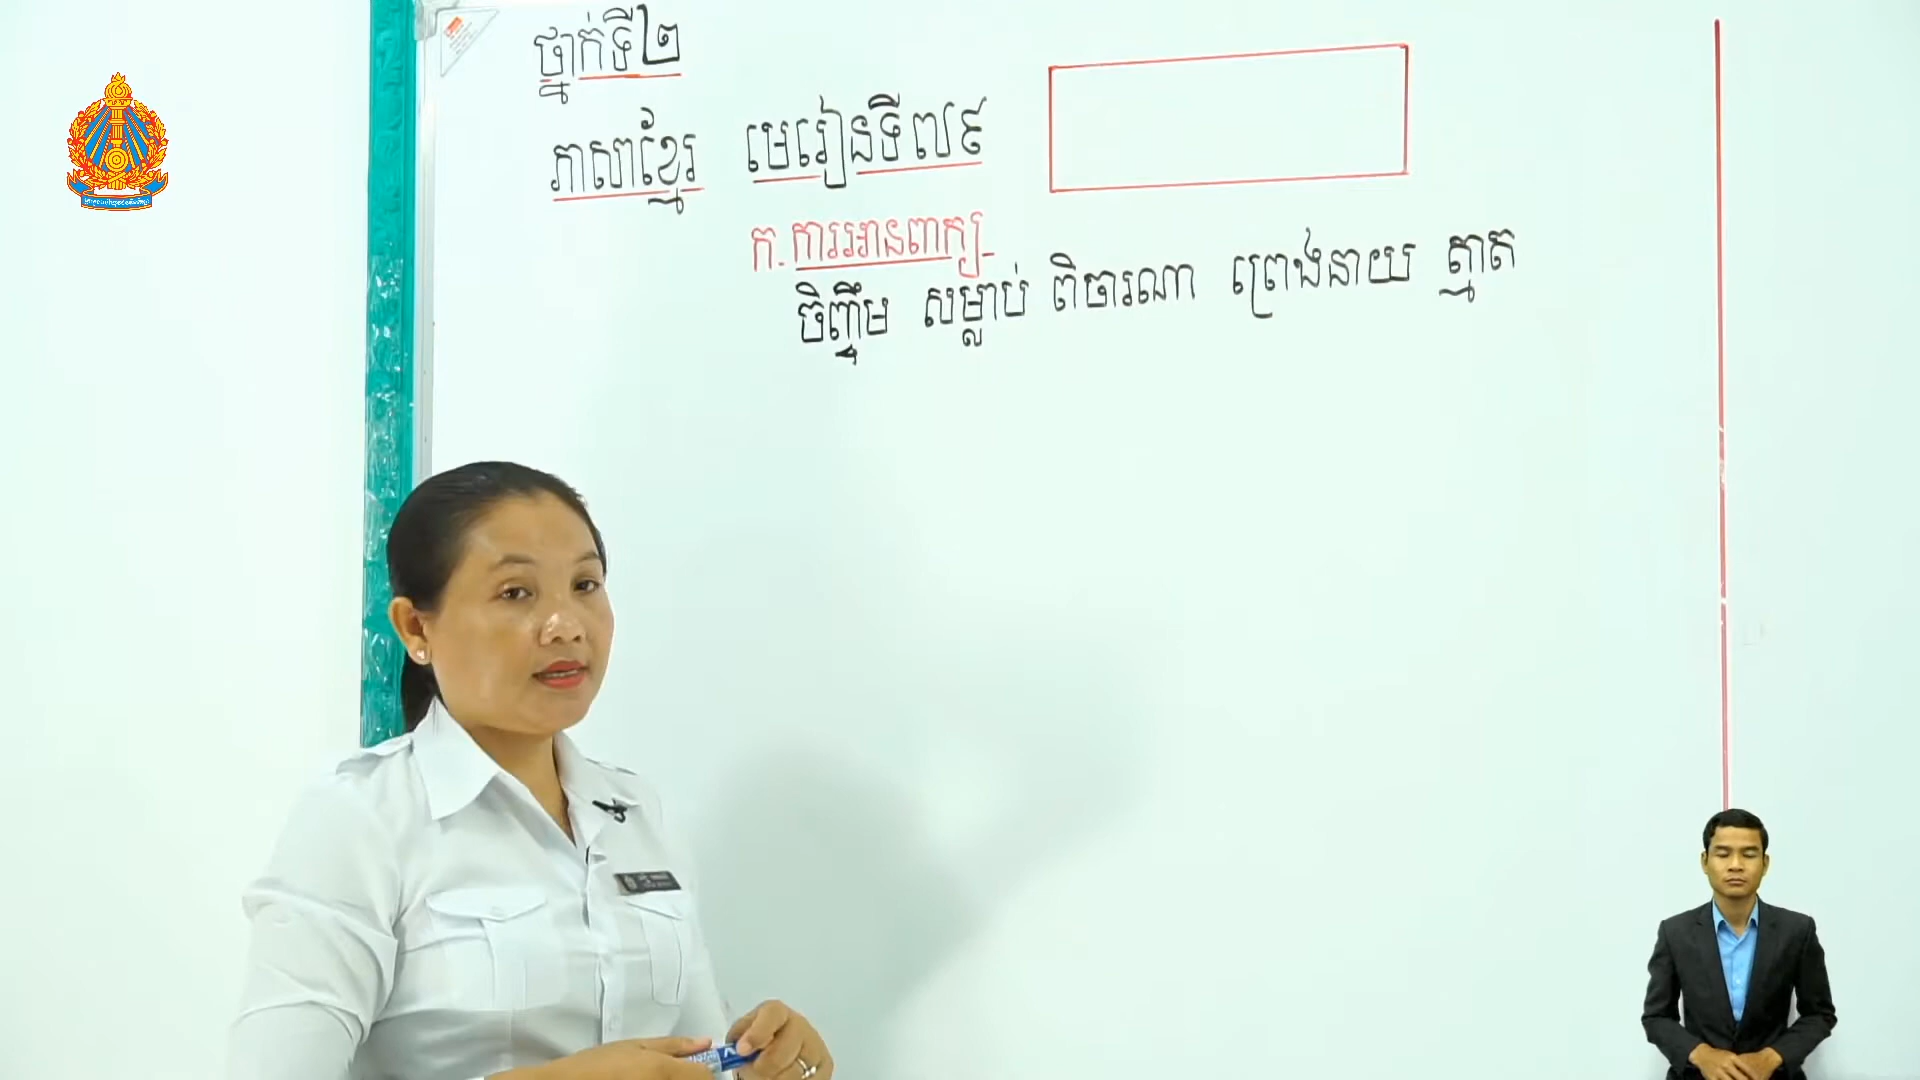 ថ្នាក់ទី២
ភាសាខ្មែរ មេរៀនទី៧៩
ក. ការអានពាក្យ
ចិញ្ចឹម សម្លាប់ ពិចារណា ព្រេងនាយ ត្មាត